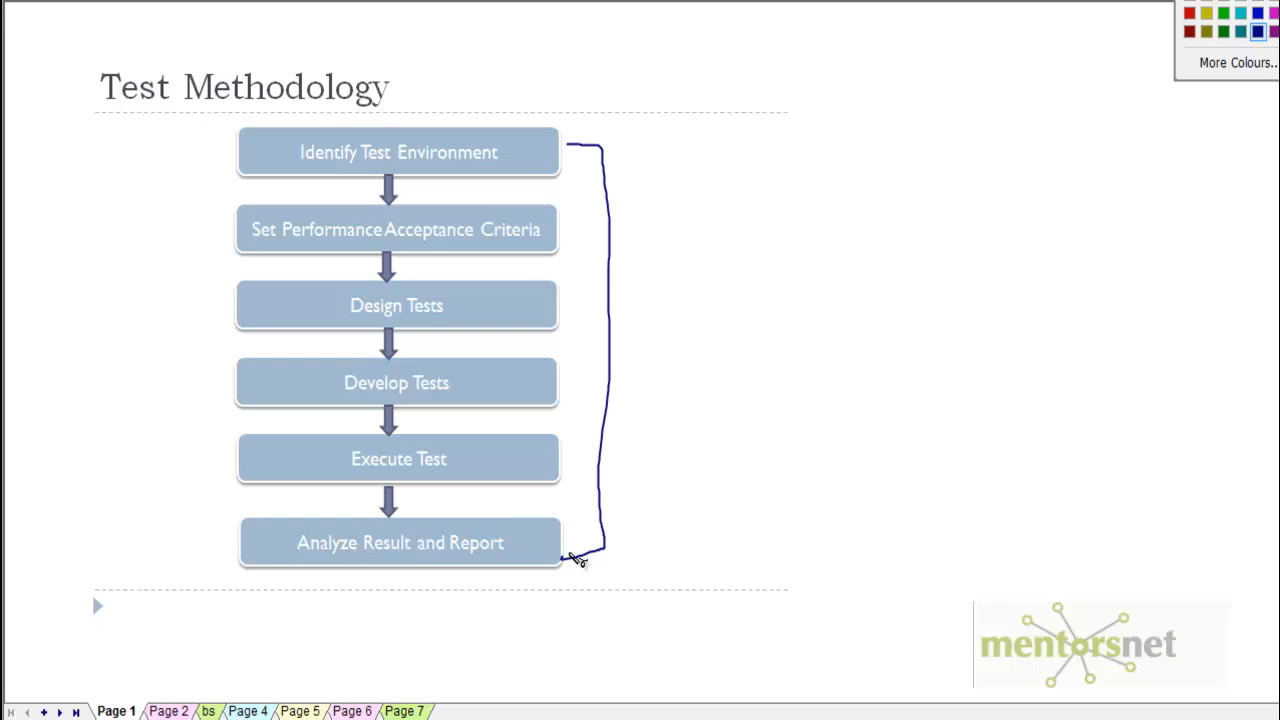 More Colours..
Test Methodology
Identify Test Environment
Set Performance Acceptance Criteria
Design Tests
Develop Tests
Execute Test
Analyze Result and Report
mentorsnet
Page 1 Page 2 bs Page 4 Page 5 Page 6 Page 7